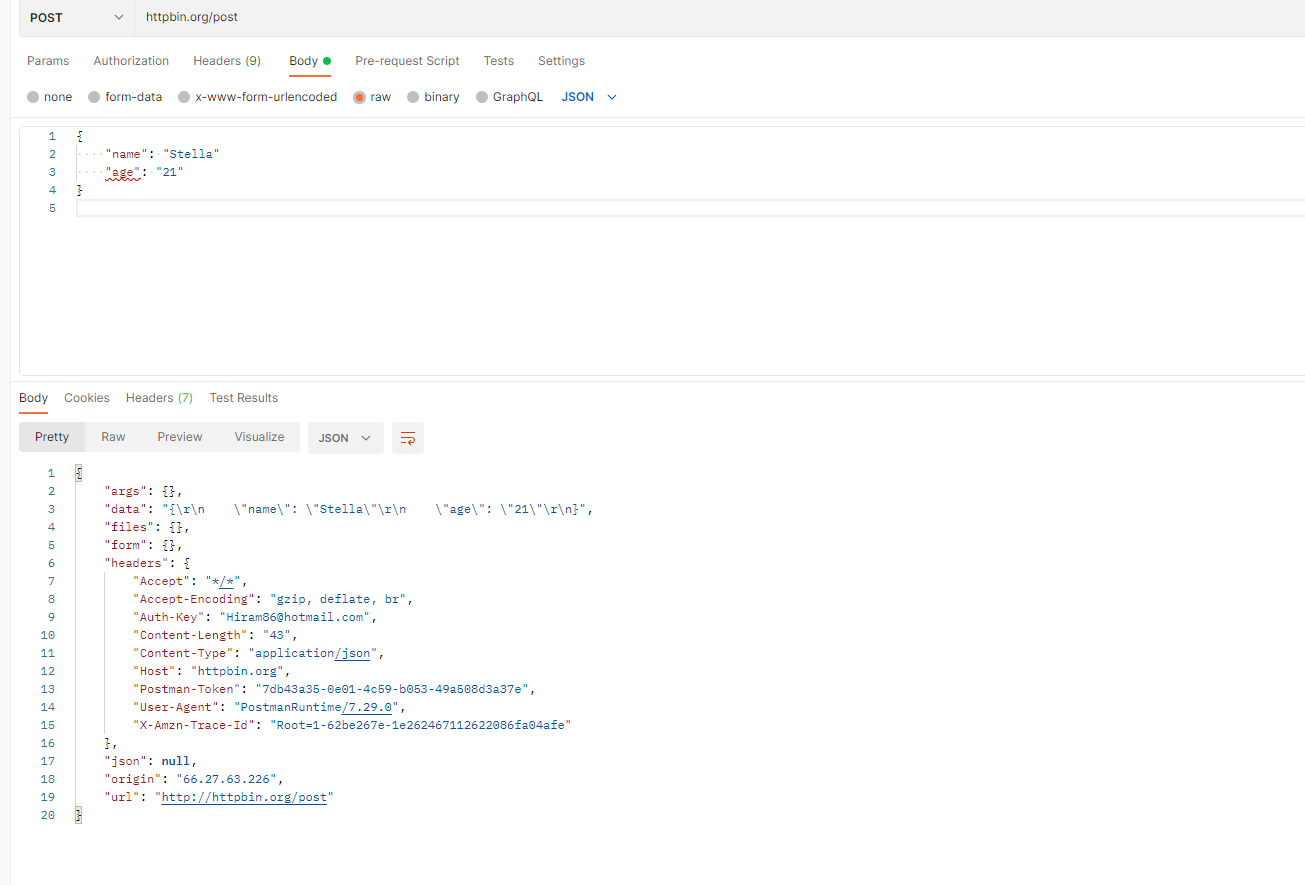 POST httpbin.org/post
Params Authorization Headers (9) Body Pre-request Script Tests Settings
none form-data x-www-form-urlencoded raw binary GraphQL JSON
1 {
2 ····"name":·"Stella"
3 ····"age":·"21"
4 }
5
Body Cookies Headers (7) Test Results
Pretty Raw Preview Visualize JSON
1 {
2 "args": {},
3 "data": "{\r\n    \"name\": \"Stella\"\r\n    \"age\": \"21\"\r\n}",
4 "files": {},
5 "form": {},
6 "headers": {
7 "Accept": "*/*",
8 "Accept-Encoding": "gzip, deflate, br",
9 "Auth-Key": "Hiram86@hotmail.com",
10 "Content-Length": "43",
11 "Content-Type": "application/json",
12 "Host": "httpbin.org",
13 "Postman-Token": "7db43a35-0e01-4c59-b053-49a508d3a37e",
14 "User-Agent": "PostmanRuntime/7.29.0",
15 "X-Amzn-Trace-Id": "Root=1-62be267e-1e262467112622086fa04afe"
16 },
17 "json": null,
18 "origin": "66.27.63.226",
19 "url": "http://httpbin.org/post"
20 }